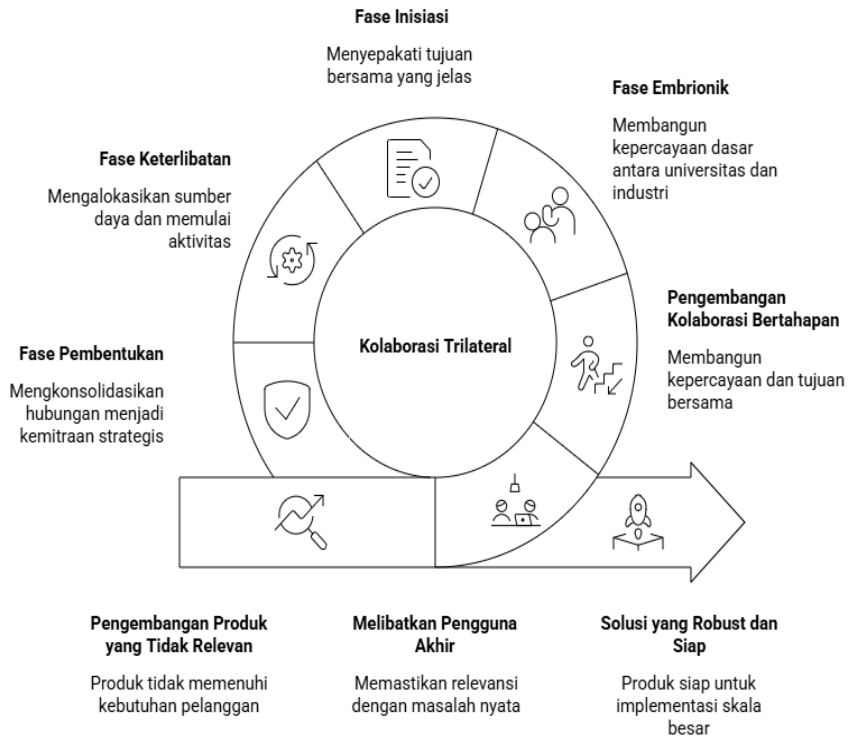 Fase Inisiasi
Menyepakati tujuan
bersama yang jelas
Fase Embrionik
Membangun
kepercayaan dasar
antara universitas dan
industri
Fase Keterlibatan
Mengalokasikan sumber
daya dan memulai
aktivitas
Pengembangan
Kolaborasi Bertahapan
Membangun
kepercayaan dan tujuan
bersama
Kolaborasi Trilateral
Fase Pembentukan
Mengkonsolidasikan
hubungan menjadi
kemitraan strategis
Pengembangan Produk
yang Tidak Relevan
Produk tidak memenuhi
kebutuhan pelanggan
Melibatkan Pengguna
Akhir
Memastikan relevansi
dengan masalah nyata
Solusi yang Robust dan
Siap
Produk siap untuk
implementasi skala
besar